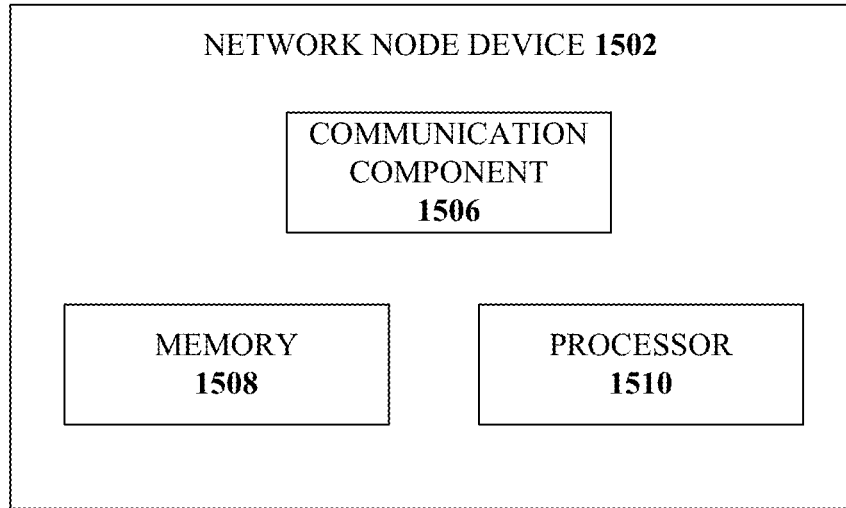 NETWORK NODE DEVICE 1502
COMMUNICATION
COMPONENT
1506
MEMORY
1508
PROCESSOR
1510